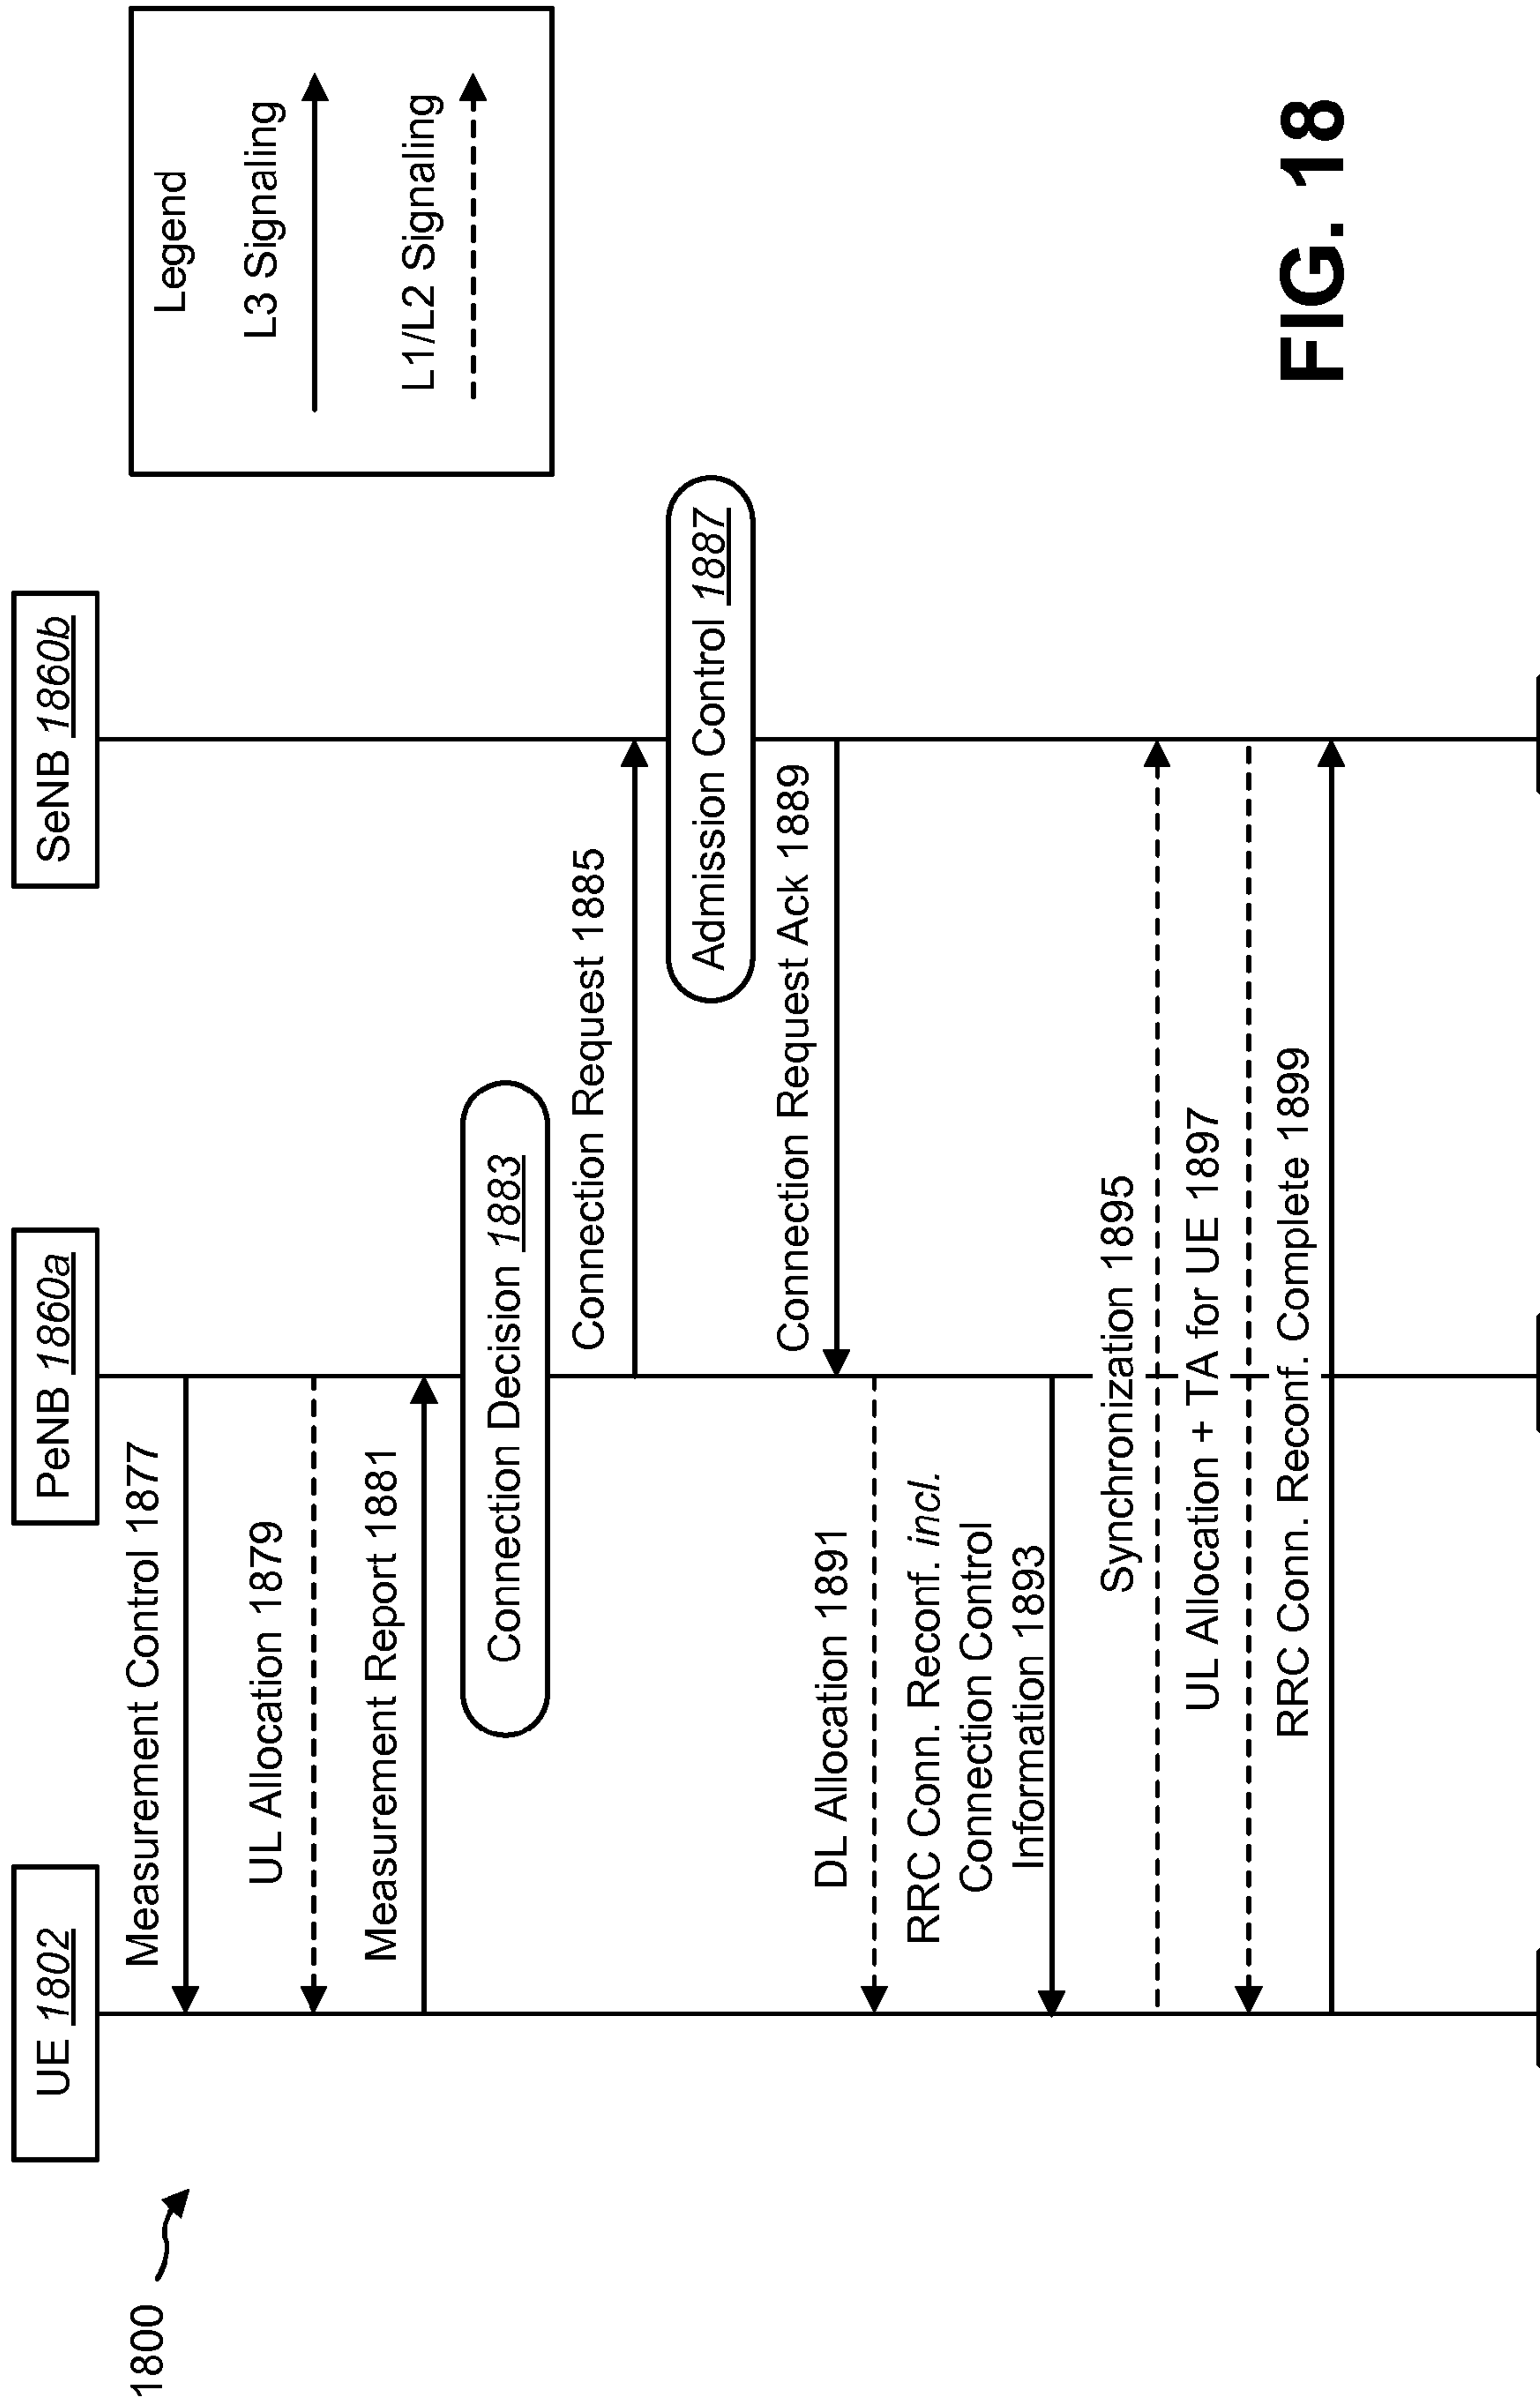 1800
UE 1802
PeNB 1860a
SeNB 1860b
Legend
L3 Signaling
L1/L2 Signaling
Measurement Control 1877
UL Allocation 1879
Measurement Report 1881
Connection Decision 1883
Connection Request 1885
Admission Control 1887
Connection Request Ack 1889
DL Allocation 1891
RRC Conn. Reconf. incl.
Connection Control
Information 1893
Synchronization 1895
UL Allocation + TA for UE 1897
RRC Conn. Reconf. Complete 1899
FIG. 18